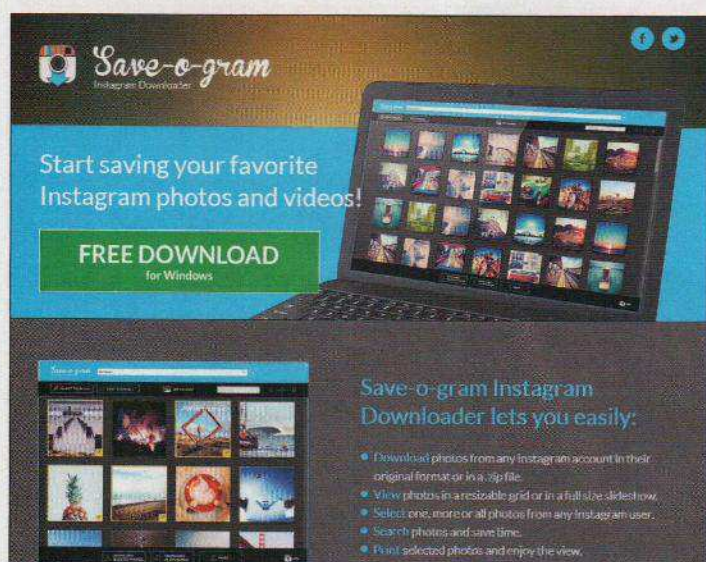 Save-o-gram
Instagram Downloader
Start saving your favorite
Instagram photos and videos!
FREE DOWNLOAD
for Windows
Save-o-gram
Save-o-gram Instagram
Downloader lets you easily:
Download photos from any instagram account in their
original format or in a .zip file.
View photos in a resizable grid or in a full size slideshow.
Select one, more or all photos from any Instagram user.
Search photos and save time.
Print selected photos and enjoy the view.